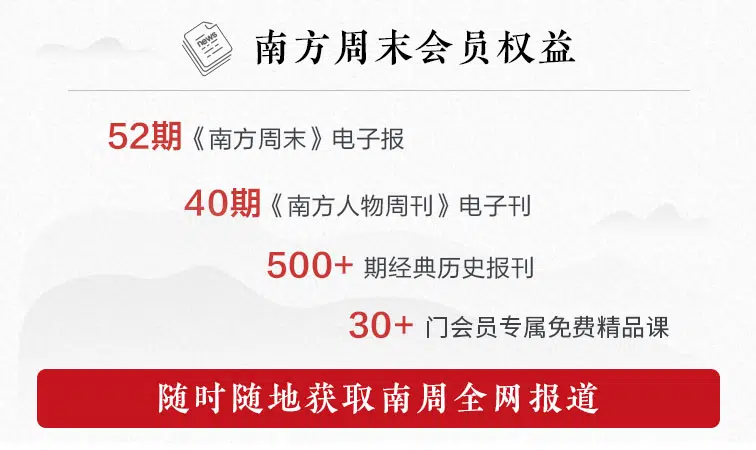 news
南方周末会员权益
52期《南方周末》电子报
40期《南方人物周刊》电子刊
500+ 期经典历史报刊
30+ 门会员专属免费精品课
随时随地获取南周全网报道